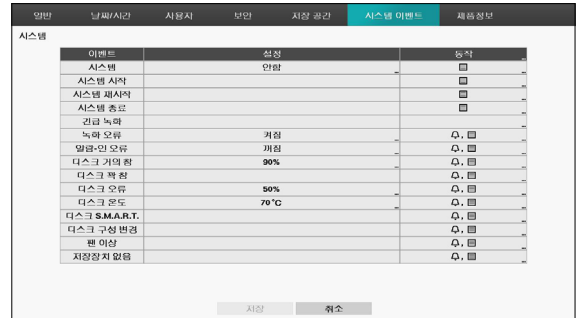 일반 날짜/시간 사용자 보안 저장 공간 시스템 이벤트 제품정보
시스템
이벤트 설정 동작
시스템 안함
시스템 시작
시스템 재시작
시스템 종료
긴급 녹화
녹화 오류 켜짐
알람-인 오류 꺼짐
디스크 거의 참 90%
디스크 꽉 참
디스크 오류 50%
디스크 온도 70°C
디스크 S.M.A.R.T.
디스크 구성 변경
팬 이상
저장장치 없음
저장 취소